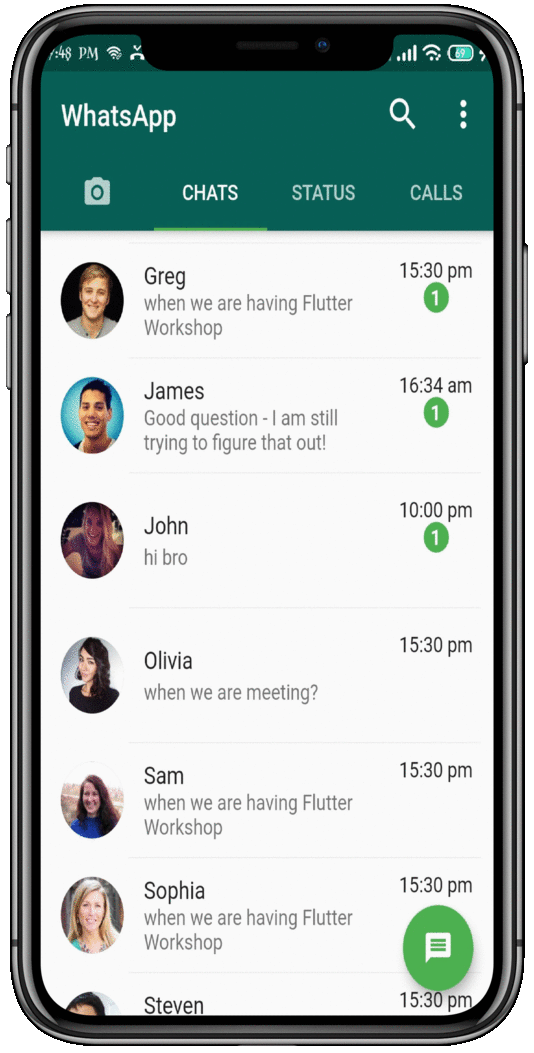 7:48 PM 69
WhatsApp
CHATS STATUS CALLS
Greg 15:30 pm
when we are having Flutter 1
Workshop
James 16:34 am
Good question - I am still 1
trying to figure that out!
John 10:00 pm
hi bro 1
Olivia 15:30 pm
when we are meeting?
Sam 15:30 pm
when we are having Flutter
Workshop
Sophia 15:30 pm
when we are having Flutter
Workshop
Steven 15:30 pm